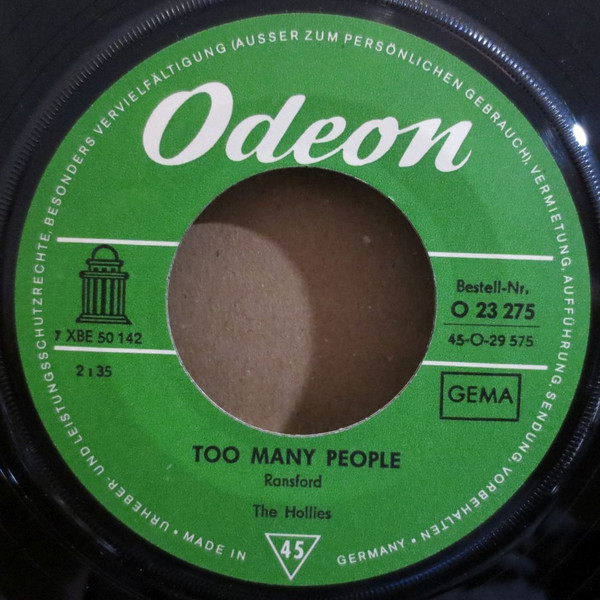 URHEBER- UND LEISTUNGSSCHUTZRECHTE, BESONDERS VERVIELFÄLTIGUNG (AUSSER ZUM PERSÖNLICHEN GEBRAUCH), VERMIETUNG, AUFFÜHRUNG, SENDUNG VORBEHALTEN
Odeon
7 XBE 50 142
2:35
Bestell-Nr.
O 23 275
45-O-29 575
GEMA
TOO MANY PEOPLE
Ransford
The Hollies
• MADE IN
45
GERMANY •